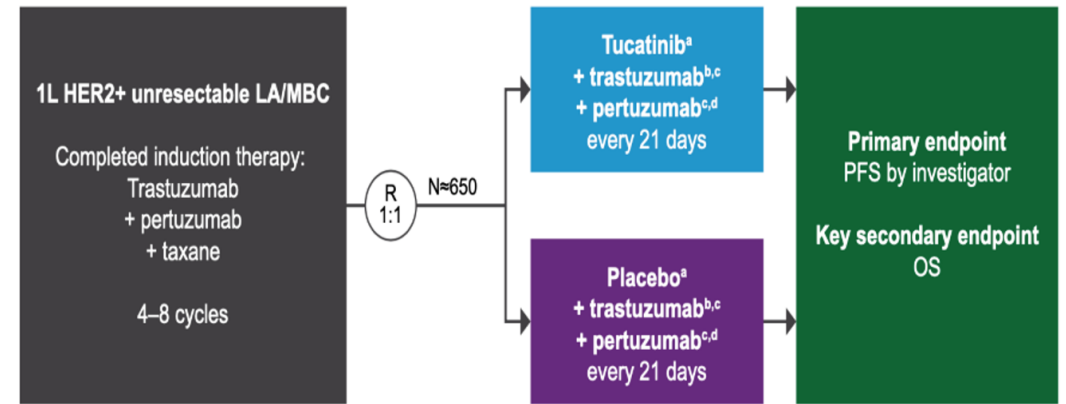 1L HER2+ unresectable LA/MBC
Completed induction therapy:
Trastuzumab
+ pertuzumab
+ taxane
4–8 cycles
R
1:1
N≈650
Tucatinibᵃ
+ trastuzumabᵇ,ᶜ
+ pertuzumabᶜ,ᵈ
every 21 days
Placeboᵃ
+ trastuzumabᵇ,ᶜ
+ pertuzumabᶜ,ᵈ
every 21 days
Primary endpoint
PFS by investigator
Key secondary endpoint
OS